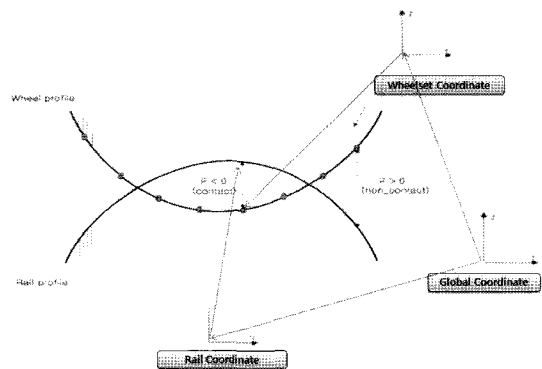 Wheelset Coordinate
Wheel profile
(contact)
(non_contact)
Rail profile
Global Coordinate
Rail Coordinate